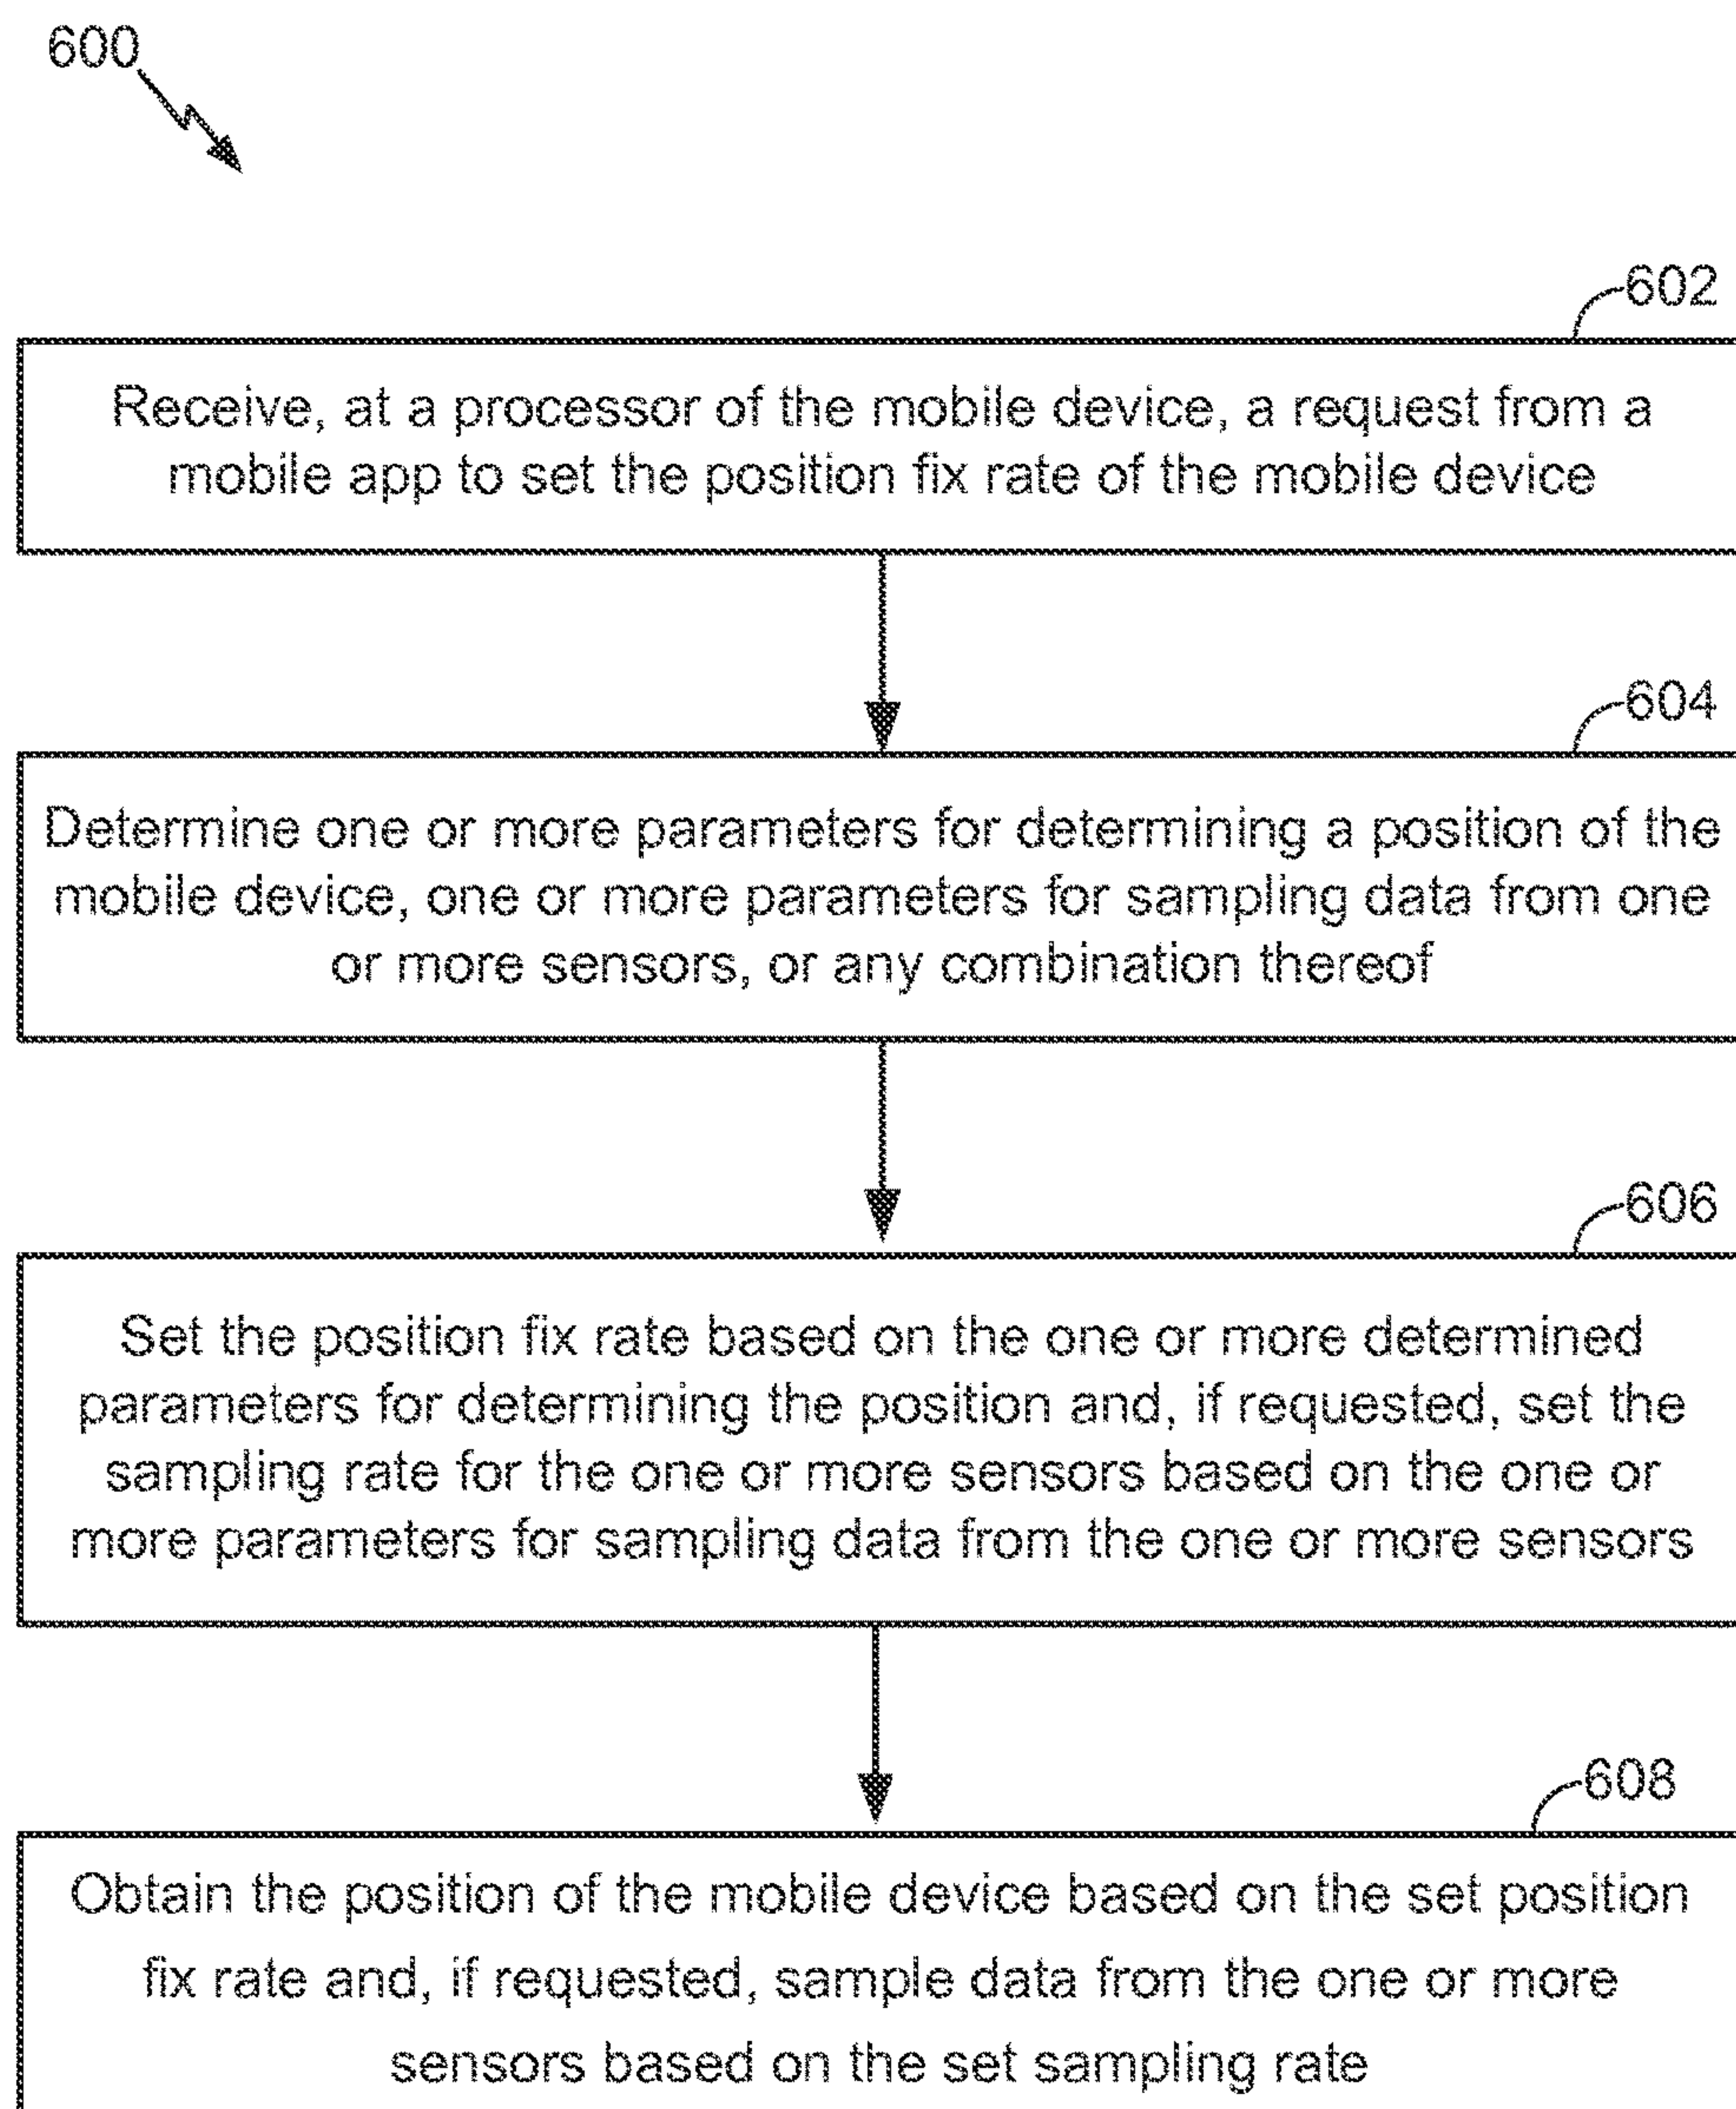 600
602
Receive, at a processor of the mobile device, a request from a
mobile app to set the position fix rate of the mobile device
604
Determine one or more parameters for determining a position of the
mobile device, one or more parameters for sampling data from one
or more sensors, or any combination thereof
606
Set the position fix rate based on the one or more determined
parameters for determining the position and, if requested, set the
sampling rate for the one or more sensors based on the one or
more parameters for sampling data from the one or more sensors
608
Obtain the position of the mobile device based on the set position
fix rate and, if requested, sample data from the one or more
sensors based on the set sampling rate